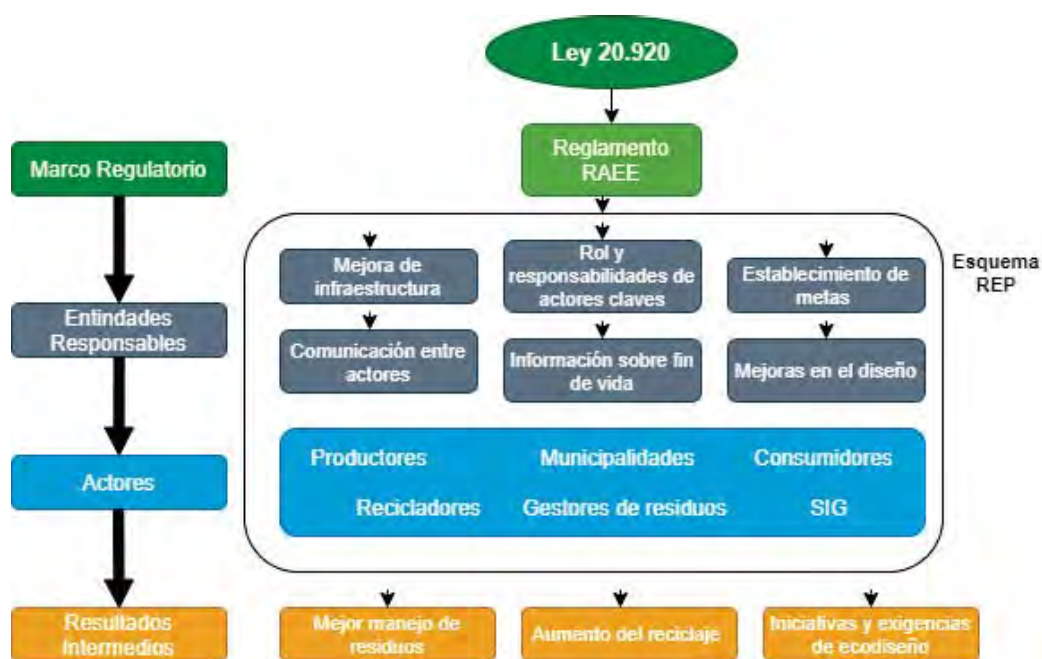 Ley 20.920
Reglamento
RAEE
Marco Regulatorio
Esquema
REP
Mejora de
infraestructura
Rol y
responsabilidades de
actores claves
Establecimiento de
metas
Entindades
Responsables
Comunicación entre
actores
Información sobre fin
de vida
Mejoras en el diseño
Actores
Productores
Municipalidades
Consumidores
Recicladores
Gestores de residuos
SIG
Resultados
Intermedios
Mejor manejo de
residuos
Aumento del reciclaje
Iniciativas y exigencias
de ecodiseño